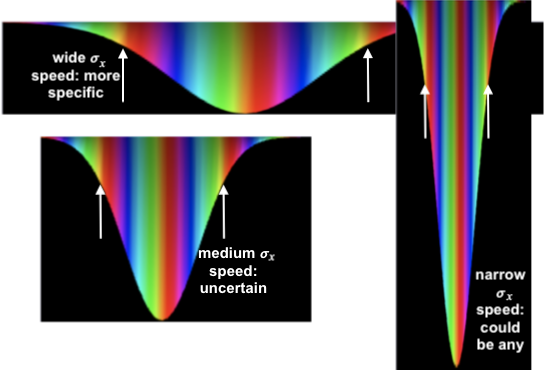 wide σₓ
speed: more
specific
medium σₓ
speed:
uncertain
narrow
σₓ
speed:
could
be any